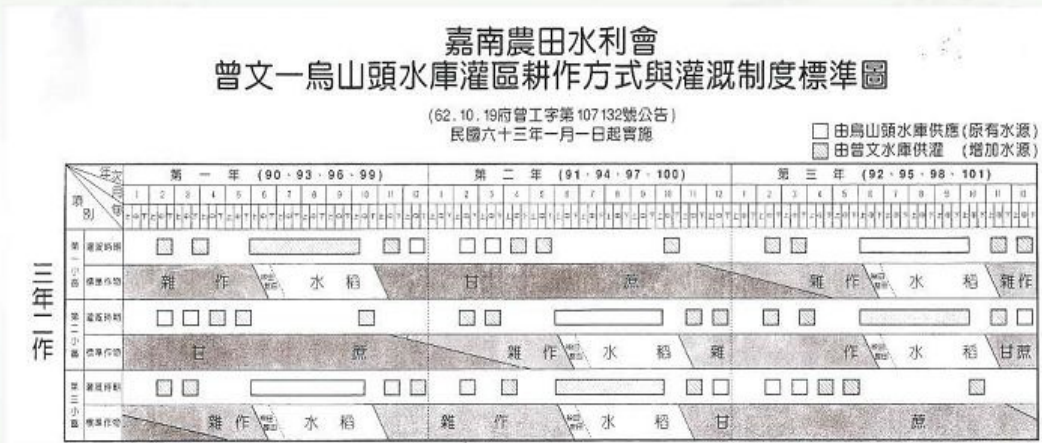 嘉南農田水利會
曾文—烏山頭水庫灌區耕作方式與灌溉制度標準圖
(62.10.19府曾工字第107132號公告)
民國六十三年一月一日起實施
由烏山頭水庫供應(原有水源)
由曾文水庫供灌 (增加水源)
三年二作
年次 第一年 (90、93、96、99) 第二年 (91、94、97、100) 第三年 (92、95、98、101)
月 1 2 3 4 5 6 7 8 9 10 11 12 1 2 3 4 5 6 7 8 9 10 11 12 1 2 3 4 5 6 7 8 9 10 11 12
項別 旬
第一小區 灌溉時期
標準作物 雜作 水稻 甘蔗 雜作 水稻 雜作
第二小區 灌溉時期
標準作物 甘蔗 雜作 水稻 雜作 水稻 甘蔗
第三小區 灌溉時期
標準作物 雜作 水稻 雜作 水稻 甘蔗